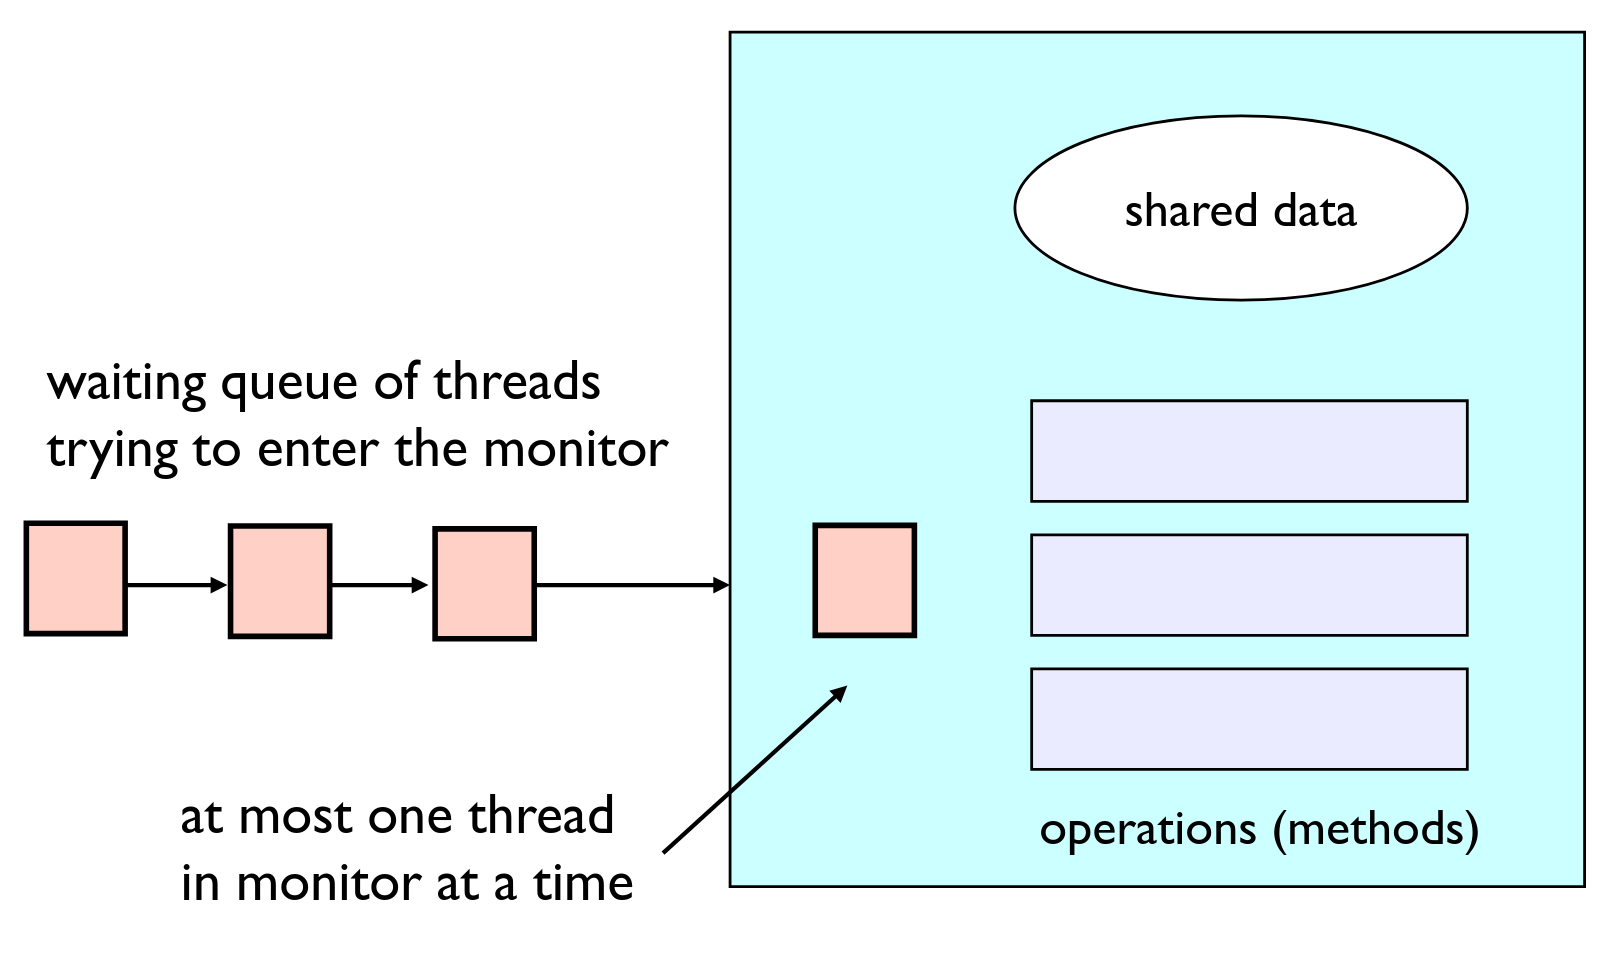 shared data
waiting queue of threads
trying to enter the monitor
at most one thread
in monitor at a time
operations (methods)